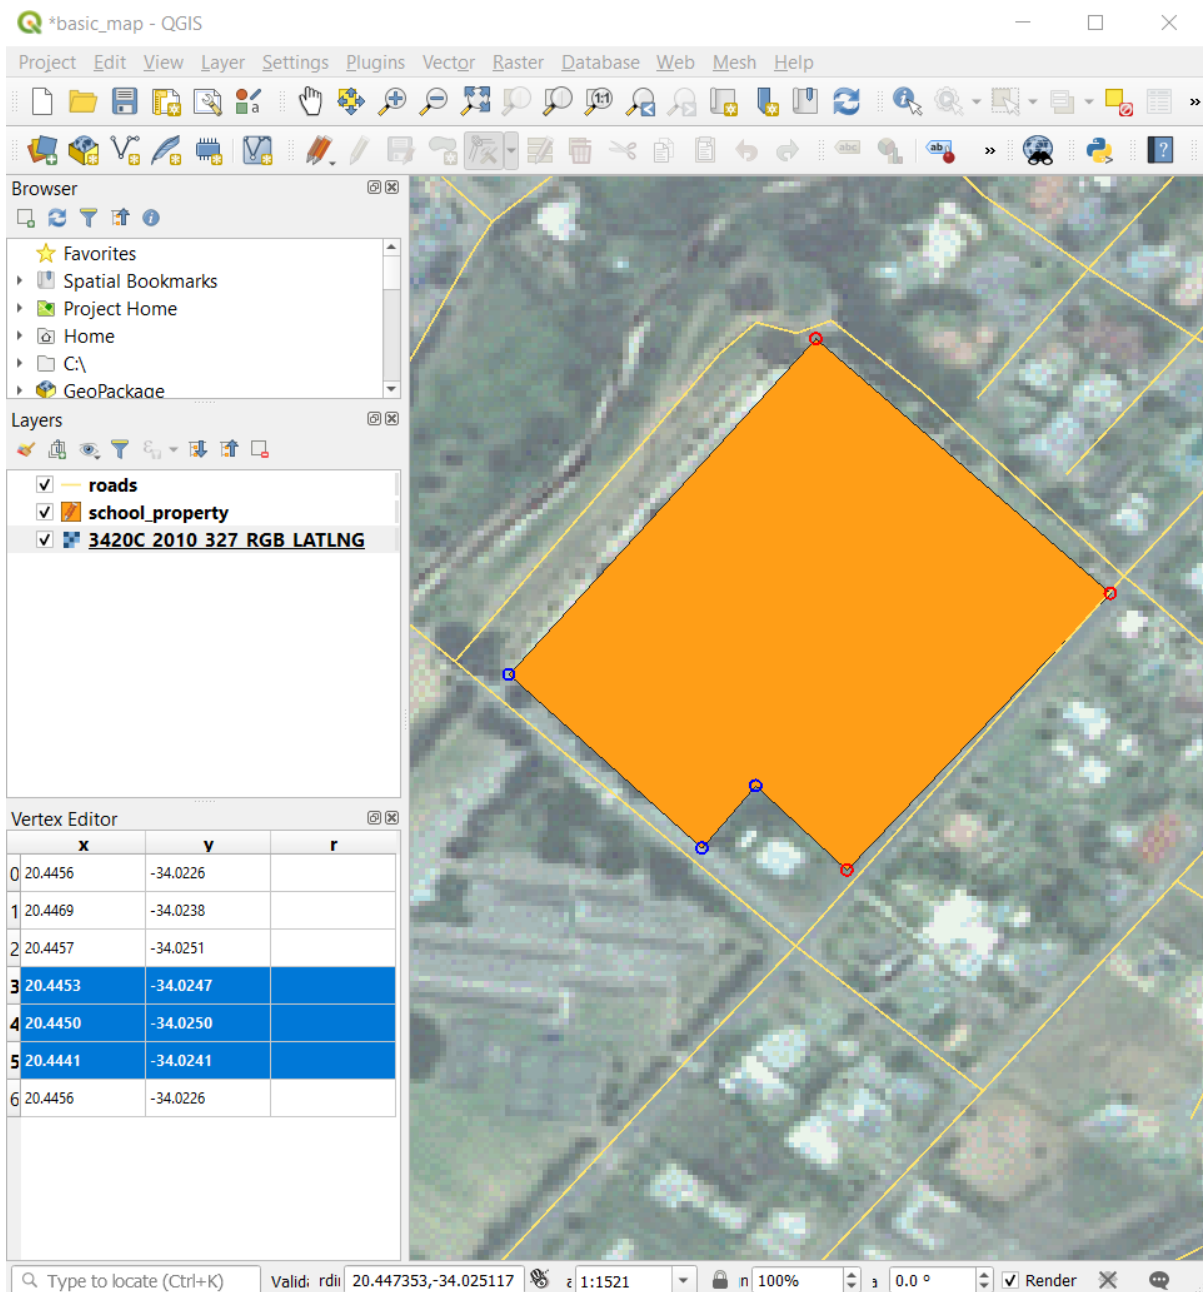 *basic_map - QGIS
Project Edit View Layer Settings Plugins Vector Raster Database Web Mesh Help
Browser
Favorites
Spatial Bookmarks
Project Home
Home
C:\
GeoPackage
Layers
roads
school_property
3420C_2010_327_RGB_LATLNG
Vertex Editor
x y r
0 20.4456 -34.0226
1 20.4469 -34.0238
2 20.4457 -34.0251
3 20.4453 -34.0247
4 20.4450 -34.0250
5 20.4441 -34.0241
6 20.4456 -34.0226
Type to locate (Ctrl+K) 20.447353,-34.025117 1:1521 100% 0.0 ° Render